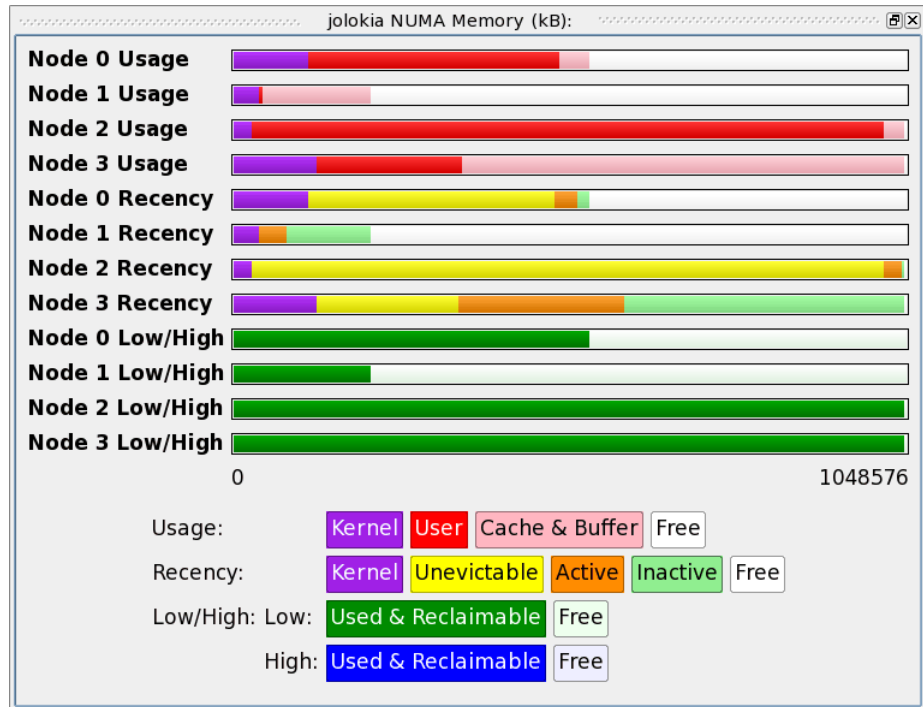 jolokia NUMA Memory (kB):
Node 0 Usage
Node 1 Usage
Node 2 Usage
Node 3 Usage
Node 0 Recency
Node 1 Recency
Node 2 Recency
Node 3 Recency
Node 0 Low/High
Node 1 Low/High
Node 2 Low/High
Node 3 Low/High
0 1048576
Usage: Kernel User Cache & Buffer Free
Recency: Kernel Unevictable Active Inactive Free
Low/High: Low: Used & Reclaimable Free
High: Used & Reclaimable Free